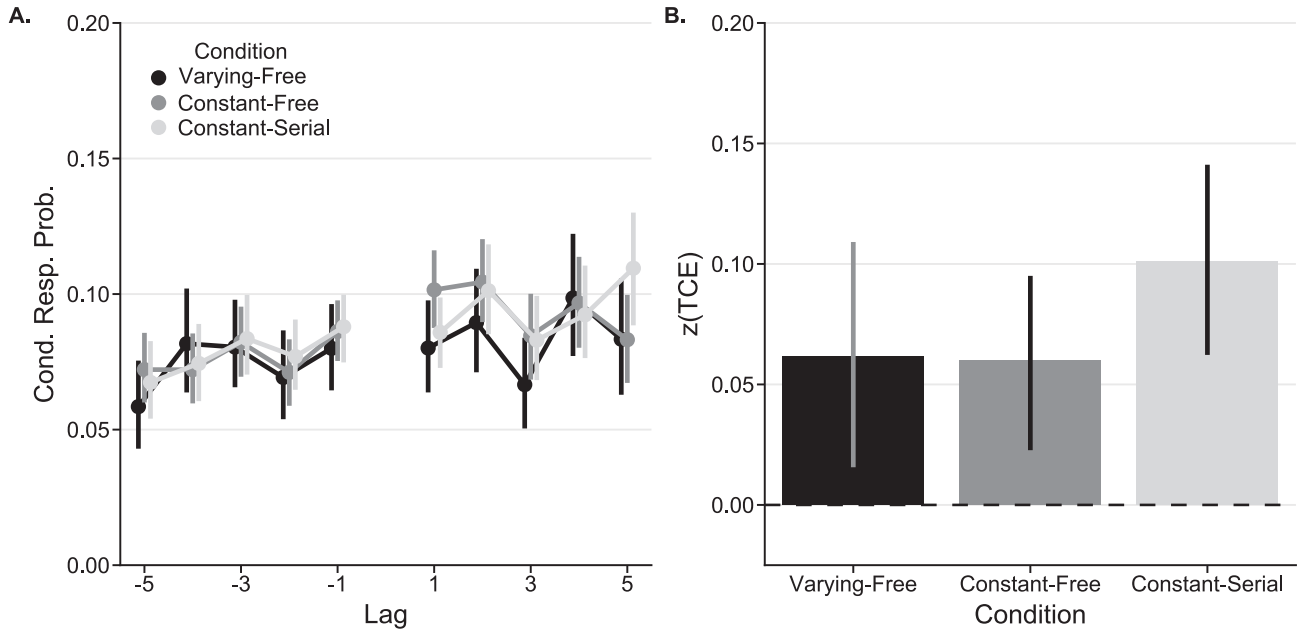 A.
Condition
Varying-Free
Constant-Free
Constant-Serial
0.20
0.15
0.10
0.05
0.00
Cond. Resp. Prob.
-5 -3 -1 1 3 5
Lag
B.
0.20
0.15
0.10
0.05
0.00
z(TCE)
Varying-Free Constant-Free Constant-Serial
Condition